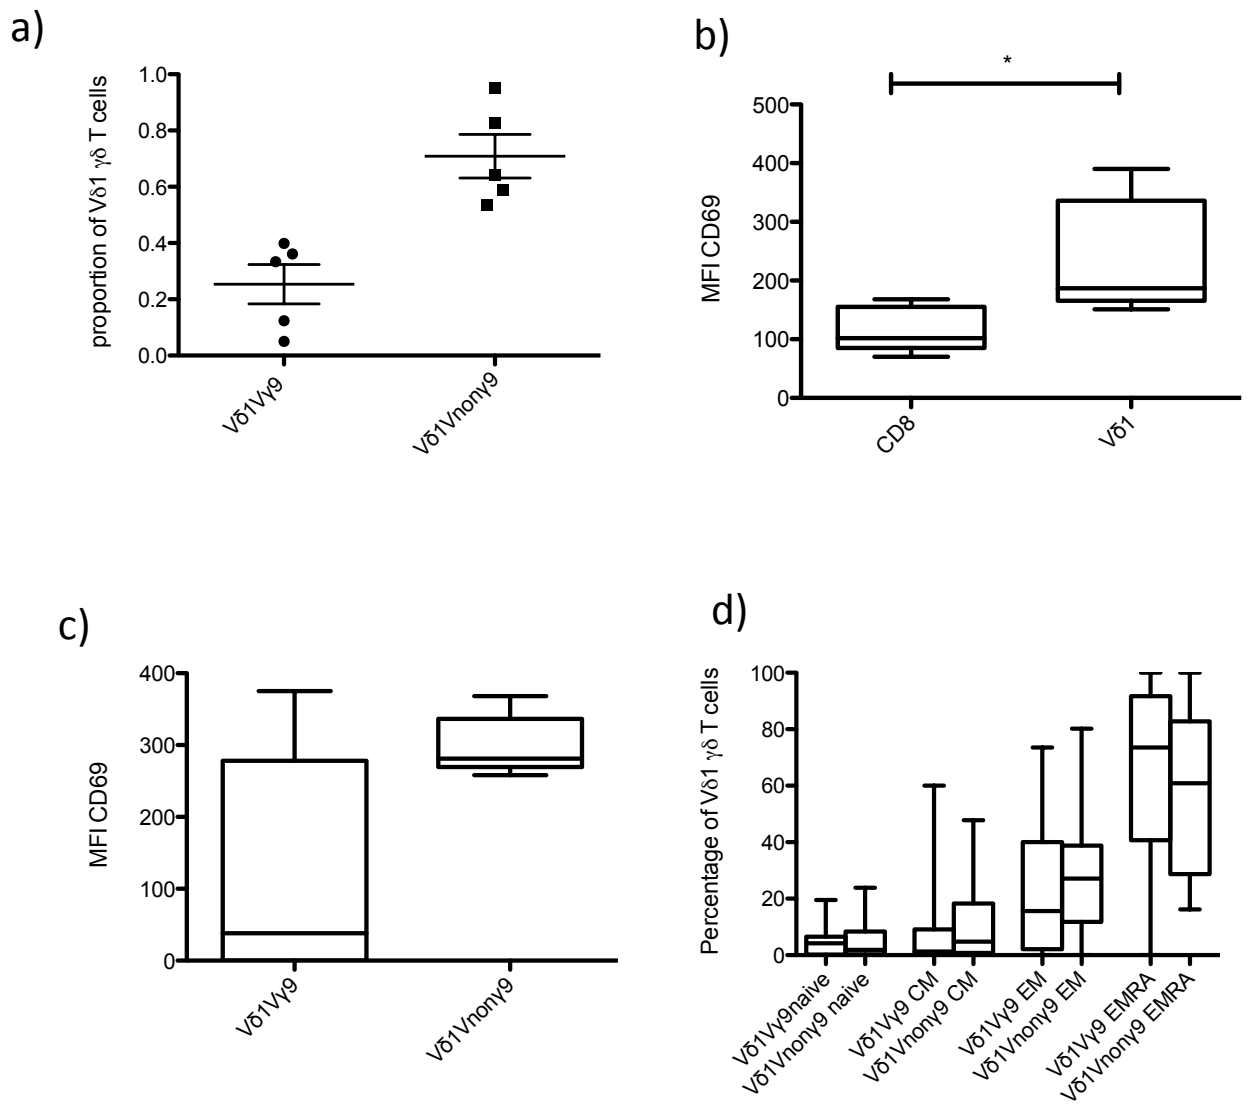 a)
proportion of Vδ1 γδ T cells
1.0
0.8
0.6
0.4
0.2
0.0
Vδ1Vγ9
Vδ1Vnonγ9
b)
*
MFI CD69
500
400
300
200
100
0
CD8
Vδ1
c)
MFI CD69
400
300
200
100
0
Vδ1Vγ9
Vδ1Vnonγ9
d)
Percentage of Vδ1 γδ T cells
100
80
60
40
20
0
Vδ1Vγ9naive
Vδ1Vnonγ9 naive
Vδ1Vγ9 CM
Vδ1Vnonγ9 CM
Vδ1Vγ9 EM
Vδ1Vnonγ9 EM
Vδ1Vγ9 EMRA
Vδ1Vnonγ9 EMRA